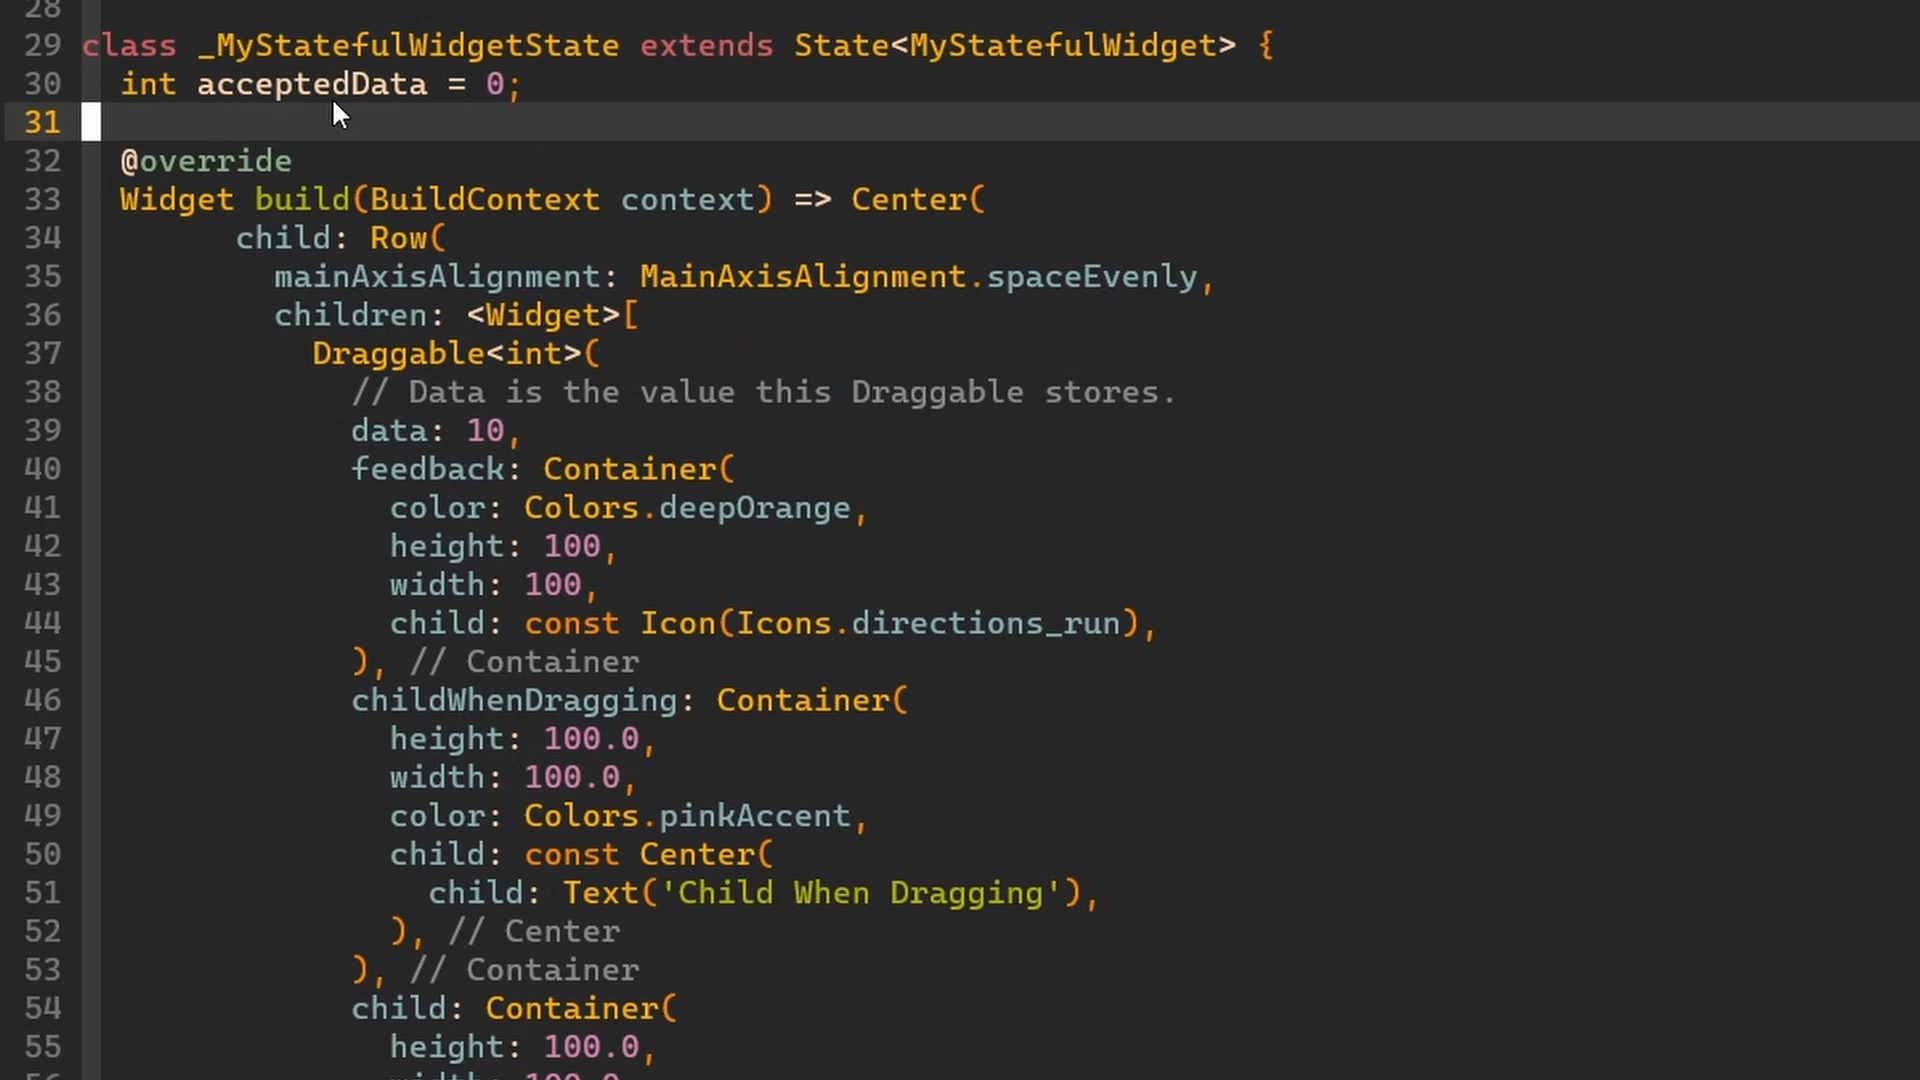 28
29 class _MyStatefulWidgetState extends State<MyStatefulWidget> {
30   int acceptedData = 0;
31
32   @override
33   Widget build(BuildContext context) => Center(
34         child: Row(
35           mainAxisAlignment: MainAxisAlignment.spaceEvenly,
36           children: <Widget>[
37             Draggable<int>(
38               // Data is the value this Draggable stores.
39               data: 10,
40               feedback: Container(
41                 color: Colors.deepOrange,
42                 height: 100,
43                 width: 100,
44                 child: const Icon(Icons.directions_run),
45               ), // Container
46               childWhenDragging: Container(
47                 height: 100.0,
48                 width: 100.0,
49                 color: Colors.pinkAccent,
50                 child: const Center(
51                   child: Text('Child When Dragging'),
52                 ), // Center
53               ), // Container
54               child: Container(
55                 height: 100.0,
56                 width: 100.0